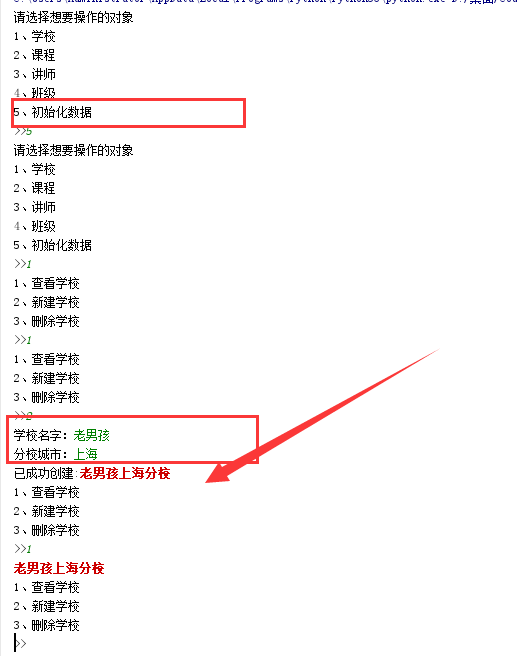 请选择想要操作的对象
1、学校
2、课程
3、讲师
4、班级
5、初始化数据
>>5
请选择想要操作的对象
1、学校
2、课程
3、讲师
4、班级
5、初始化数据
>>1
1、查看学校
2、新建学校
3、删除学校
>>1
1、查看学校
2、新建学校
3、删除学校
>>2
学校名字：老男孩
分校城市：上海
已成功创建:老男孩上海分校
1、查看学校
2、新建学校
3、删除学校
>>1
老男孩上海分校
1、查看学校
2、新建学校
3、删除学校
>>